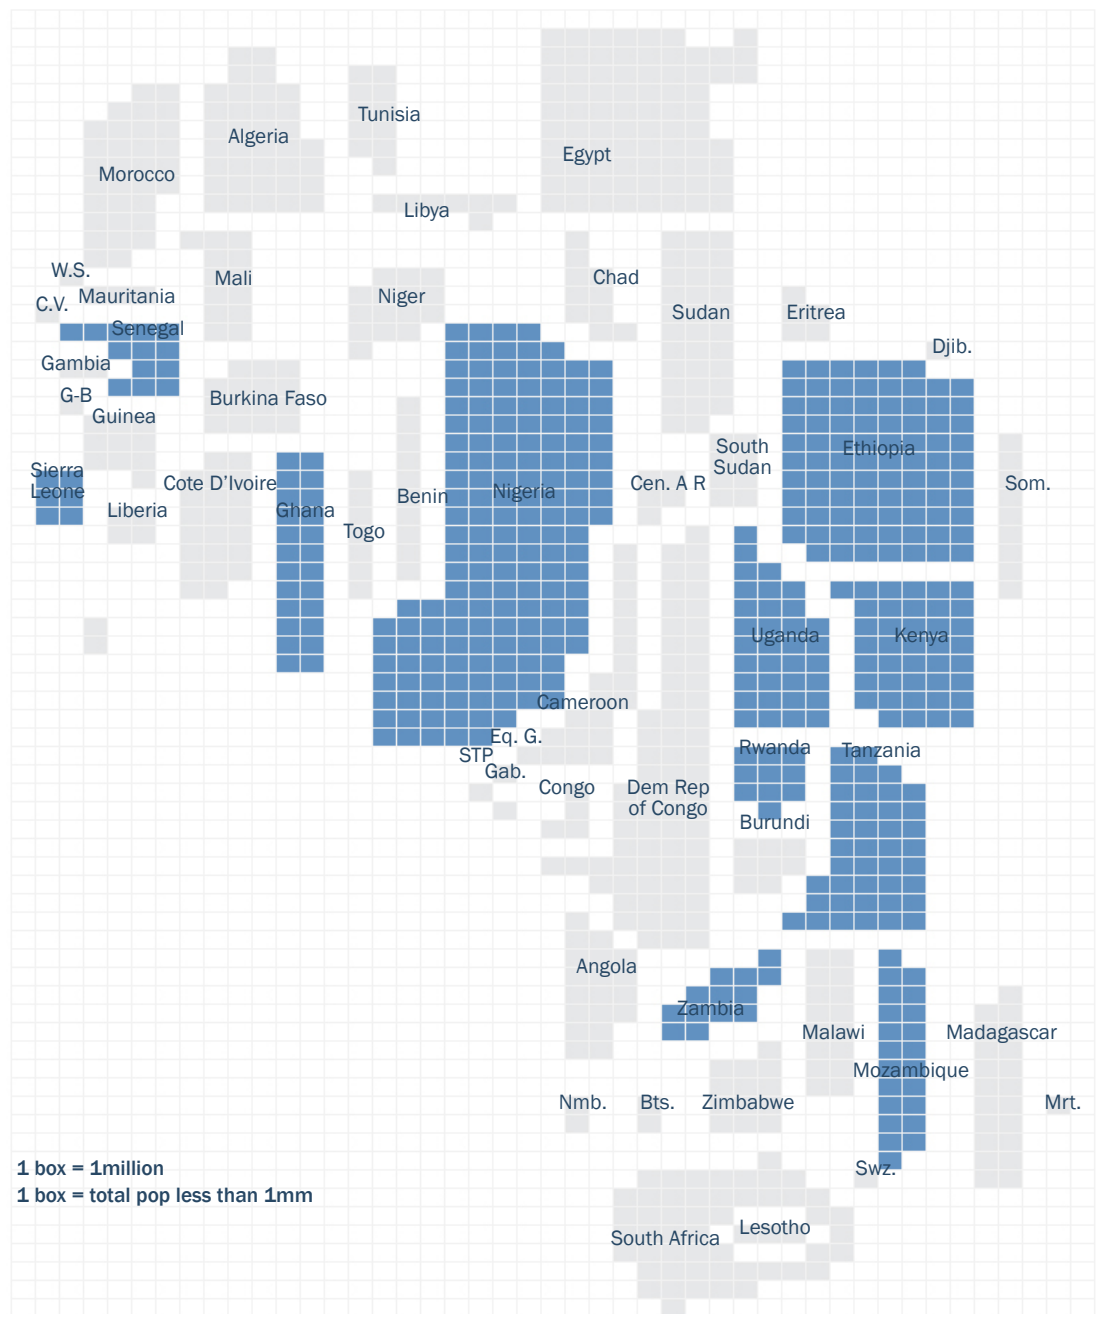 Tunisia
Algeria
Egypt
Morocco
Libya
W.S.
Mali
Chad
Mauritania
Niger
C.V.
Sudan
Eritrea
Senegal
Djib.
Gambia
G-B
Burkina Faso
Guinea
South
Sudan
Ethiopia
Sierra
Leone
Cote D'Ivoire
Cen. A R
Som.
Benin
Nigeria
Liberia
Ghana
Togo
Uganda
Kenya
Cameroon
Eq. G.
Rwanda
Tanzania
STP
Gab.
Congo
Dem Rep
of Congo
Burundi
Angola
Zambia
Malawi
Madagascar
Mozambique
Nmb.
Bts.
Zimbabwe
Mrt.
1 box = 1million
Swz.
1 box = total pop less than 1mm
Lesotho
South Africa